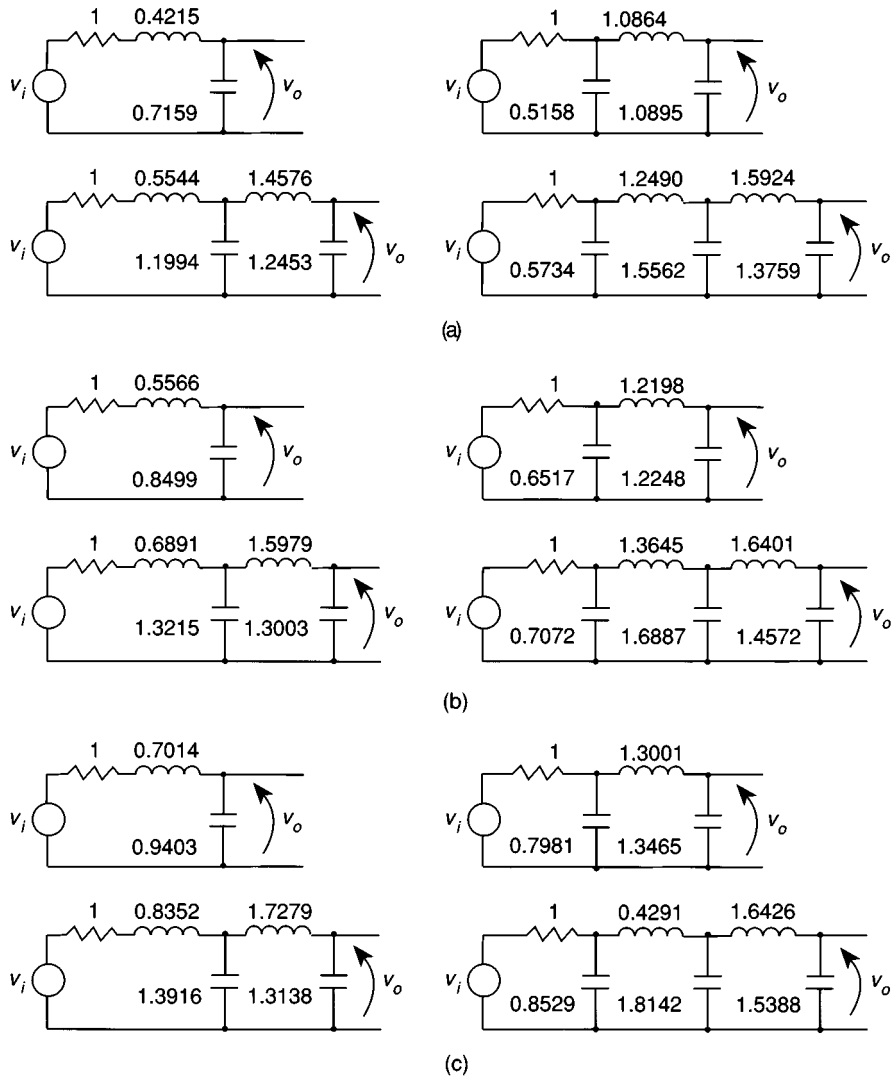 1 0.4215 1 1.0864
v_i v_o v_i v_o
0.7159 0.5158 1.0895
1 0.5544 1.4576 1 1.2490 1.5924
v_i v_o v_i v_o
1.1994 1.2453 0.5734 1.5562 1.3759
(a)
1 0.5566 1 1.2198
v_i v_o v_i v_o
0.8499 0.6517 1.2248
1 0.6891 1.5979 1 1.3645 1.6401
v_i v_o v_i v_o
1.3215 1.3003 0.7072 1.6887 1.4572
(b)
1 0.7014 1 1.3001
v_i v_o v_i v_o
0.9403 0.7981 1.3465
1 0.8352 1.7279 1 0.4291 1.6426
v_i v_o v_i v_o
1.3916 1.3138 0.8529 1.8142 1.5388
(c)